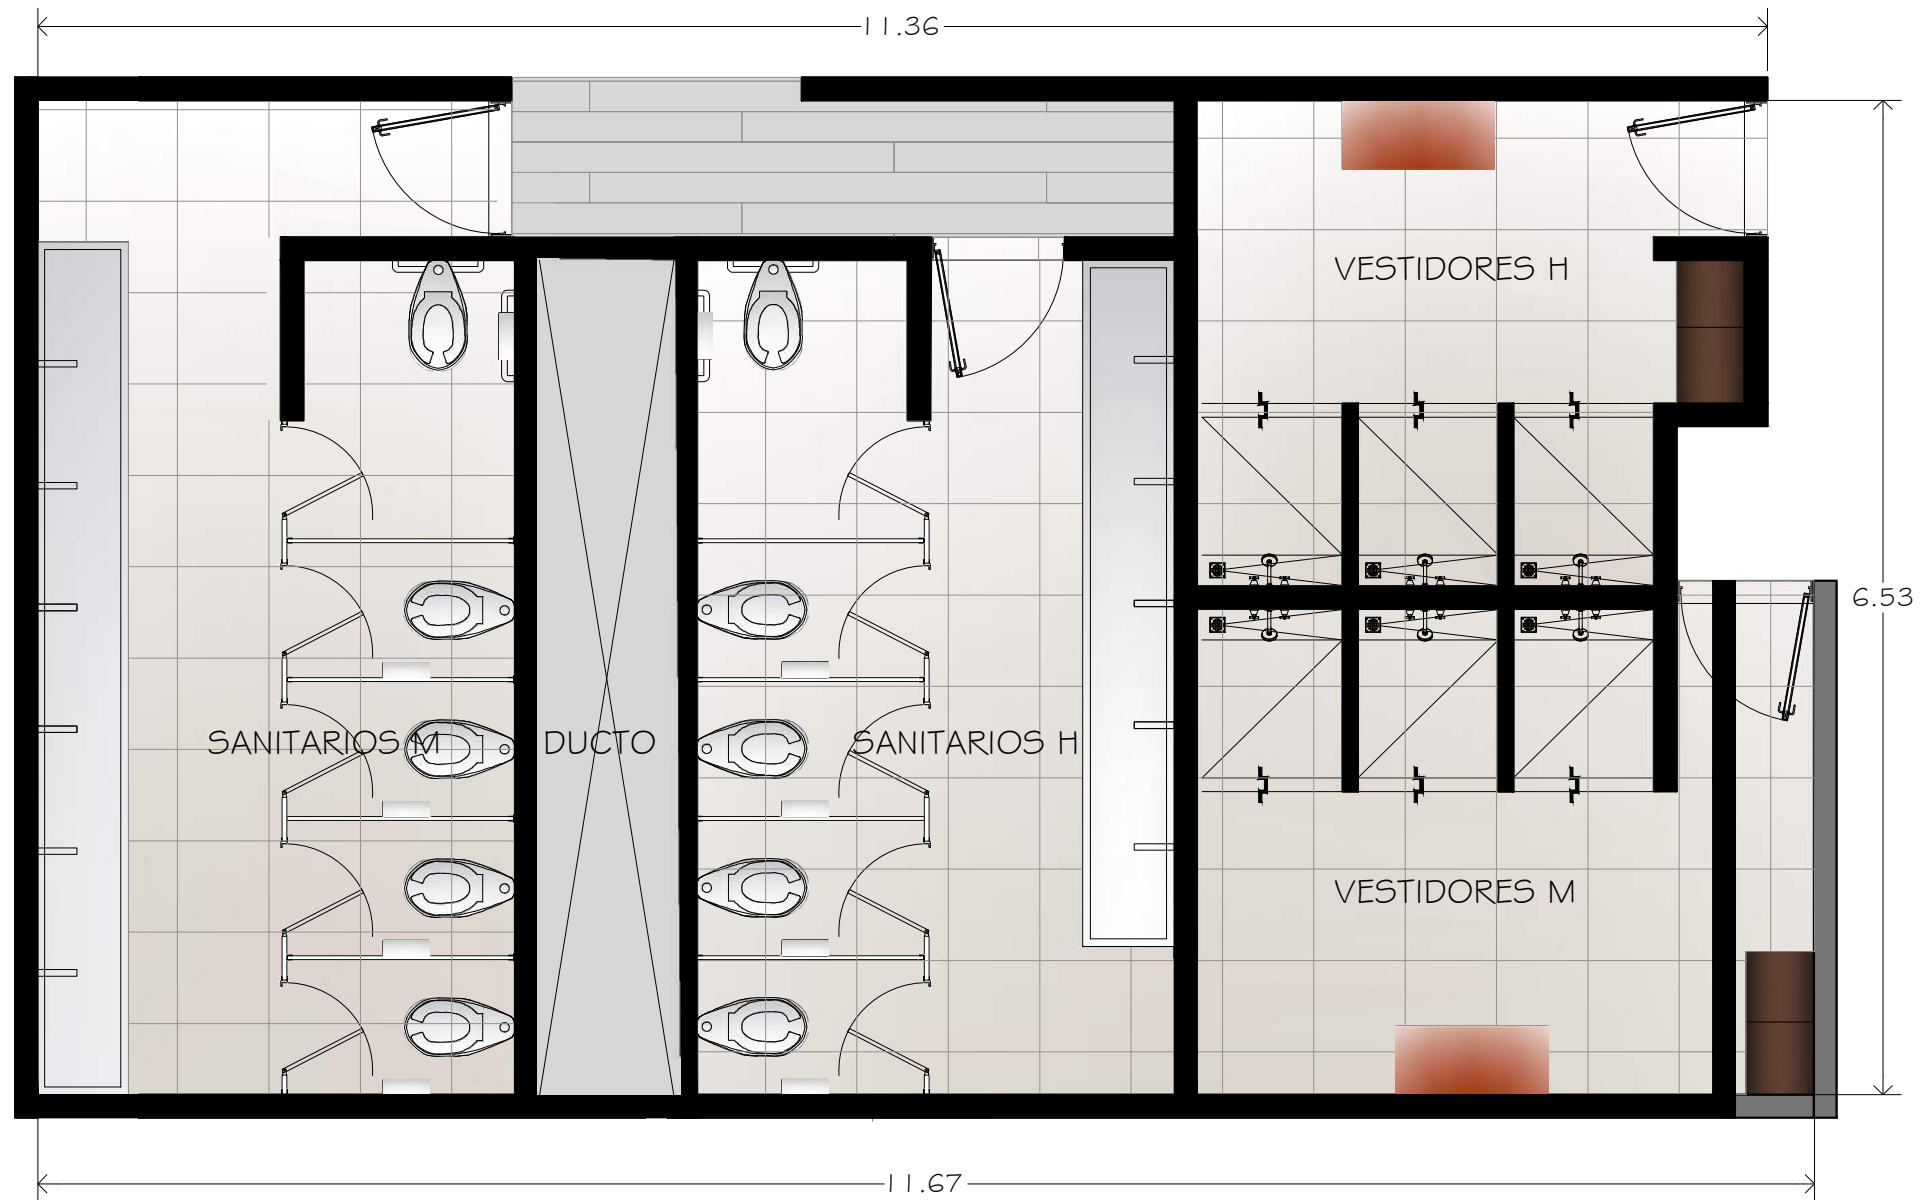 11.36
VESTIDORES H
6.53
SANITARIOS M
DUCTO
SANITARIOS H
VESTIDORES M
11.67